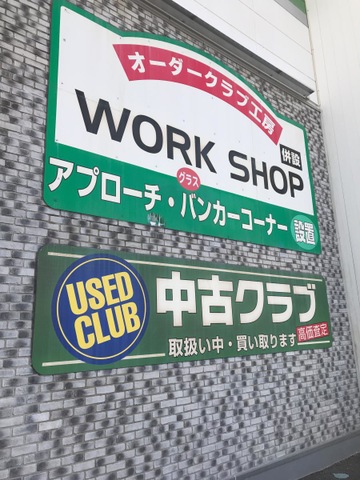 オーダークラブ工房
WORK SHOP 併設
グラス
アプローチ・バンカーコーナー 設置
USED
CLUB
中古クラブ
取扱い中・買い取ります 高価査定